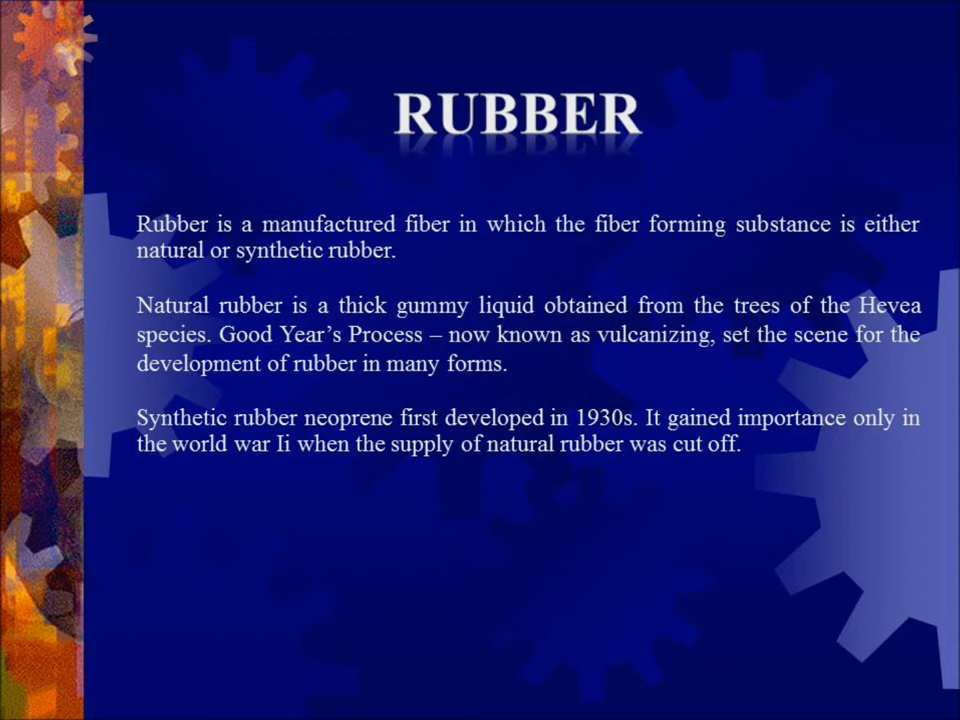 RUBBER
Rubber is a manufactured fiber in which the fiber forming substance is either
natural or synthetic rubber.
Natural rubber is a thick gummy liquid obtained from the trees of the Hevea
species. Good Year’s Process – now known as vulcanizing, set the scene for the
development of rubber in many forms.
Synthetic rubber neoprene first developed in 1930s. It gained importance only in
the world war Ii when the supply of natural rubber was cut off.